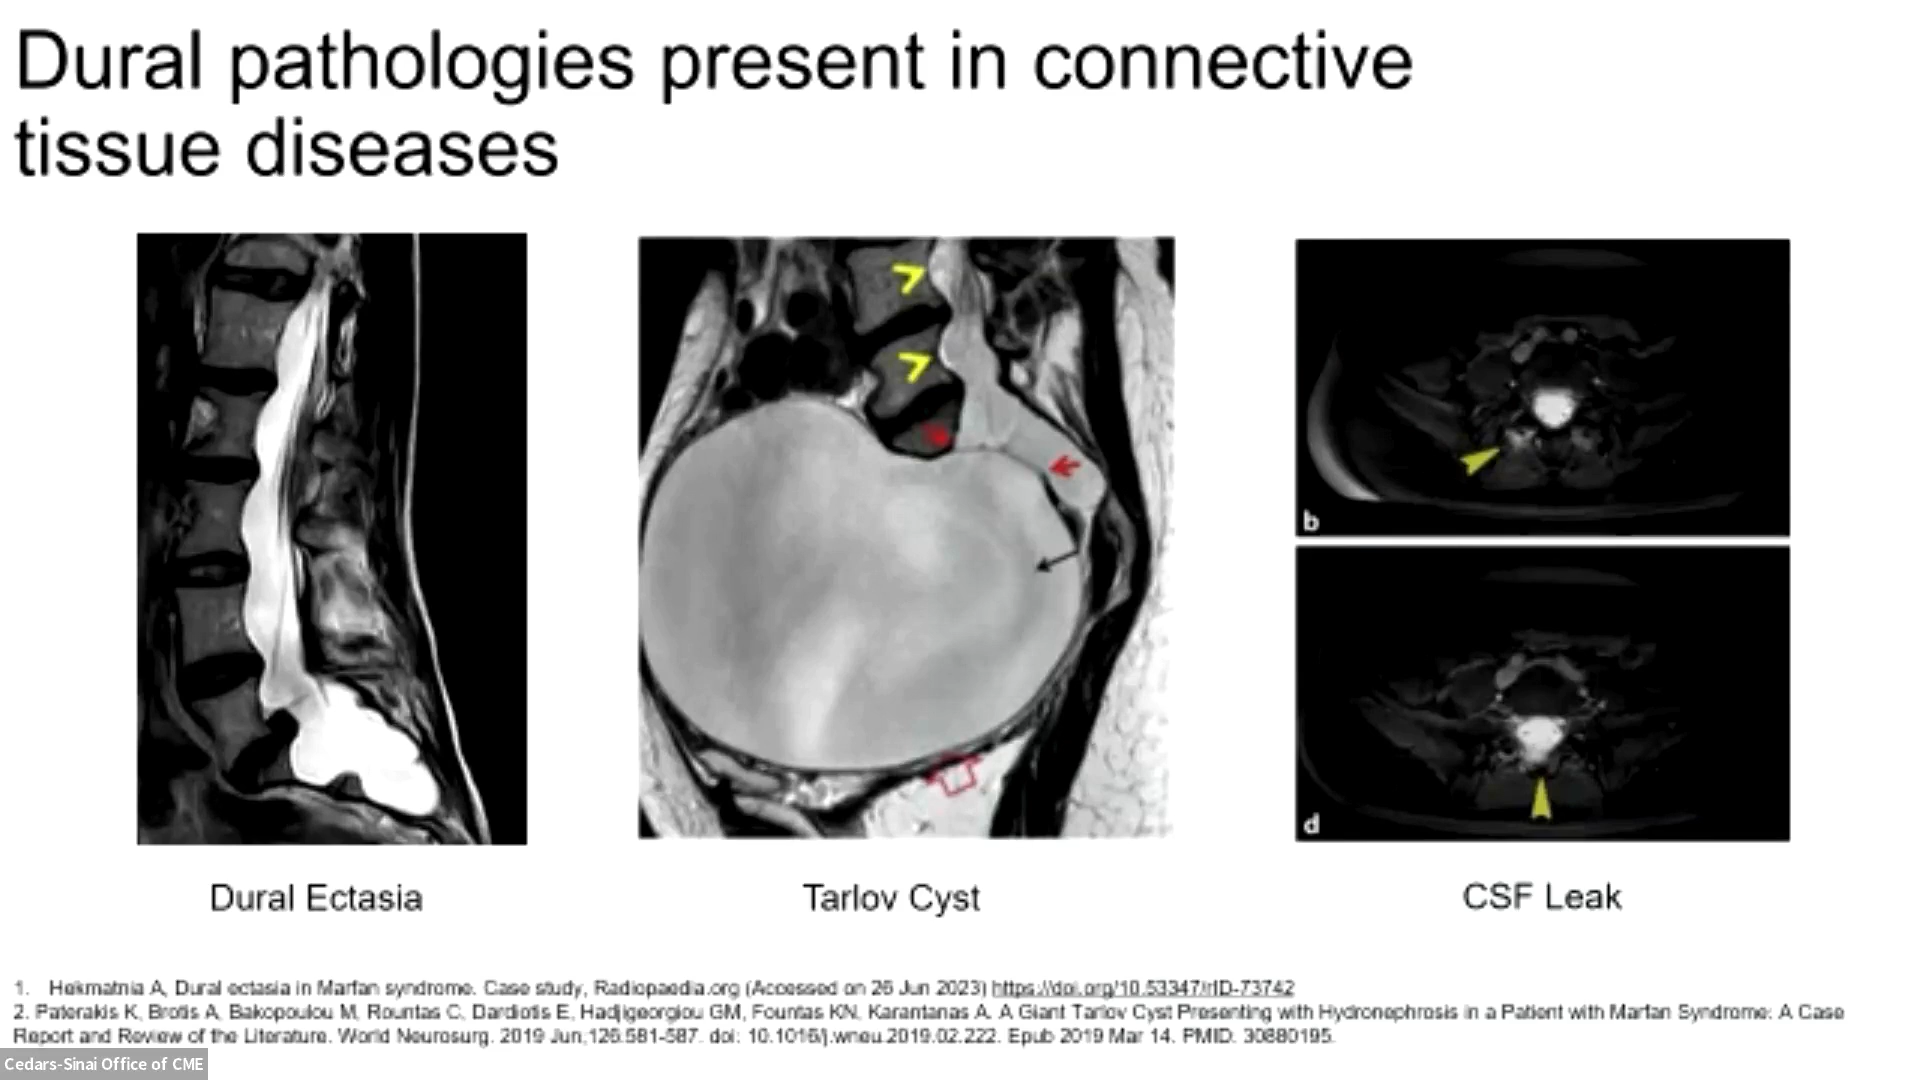 Dural pathologies present in connective
tissue diseases
b
d
Dural Ectasia
Tarlov Cyst
CSF Leak
1. Hekmatnia A, Dural ectasia in Marfan syndrome. Case study, Radiopaedia.org (Accessed on 26 Jun 2023) https://doi.org/10.53347/rID-73742
2. Paterakis K, Brotis A, Bakopoulou M, Rountas C, Dardiotis E, Hadjigeorgiou GM, Fountas KN, Karantanas A. A Giant Tarlov Cyst Presenting with Hydronephrosis in a Patient with Marfan Syndrome: A Case
Report and Review of the Literature. World Neurosurg. 2019 Jun;126:581-587. doi: 10.1016/j.wneu.2019.02.222. Epub 2019 Mar 14. PMID: 30880195.
Cedars-Sinai Office of CME